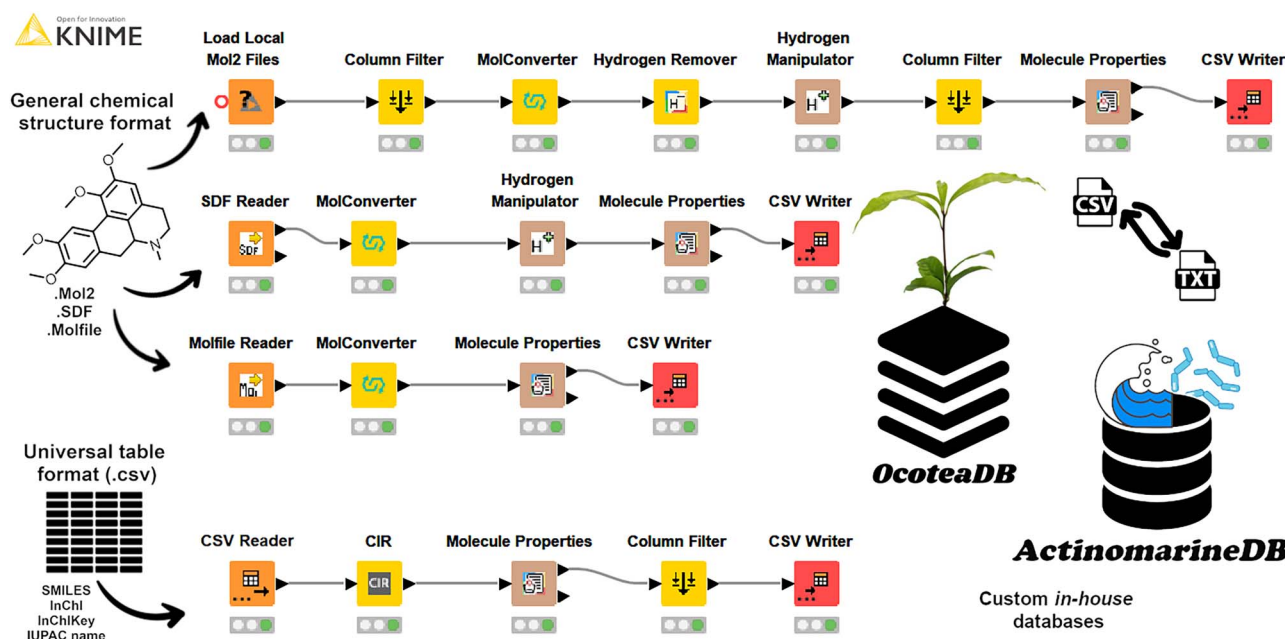 Open for Innovation
KNIME
General chemical
structure format
.Mol2
.SDF
.Molfile
O
O
O
O
N
Load Local
Mol2 Files
Column Filter
MolConverter
Hydrogen Remover
Hydrogen
Manipulator
Column Filter
Molecule Properties
CSV Writer
?
H
H+
SDF Reader
MolConverter
Hydrogen
Manipulator
Molecule Properties
CSV Writer
SDF
H+
CSV
TXT
Molfile Reader
MolConverter
Molecule Properties
CSV Writer
Mol
OcoteaDB
Universal table
format (.csv)
SMILES
InChI
InChIKey
IUPAC name
CSV Reader
CIR
Molecule Properties
Column Filter
CSV Writer
CIR
ActinomarineDB
Custom in-house
databases